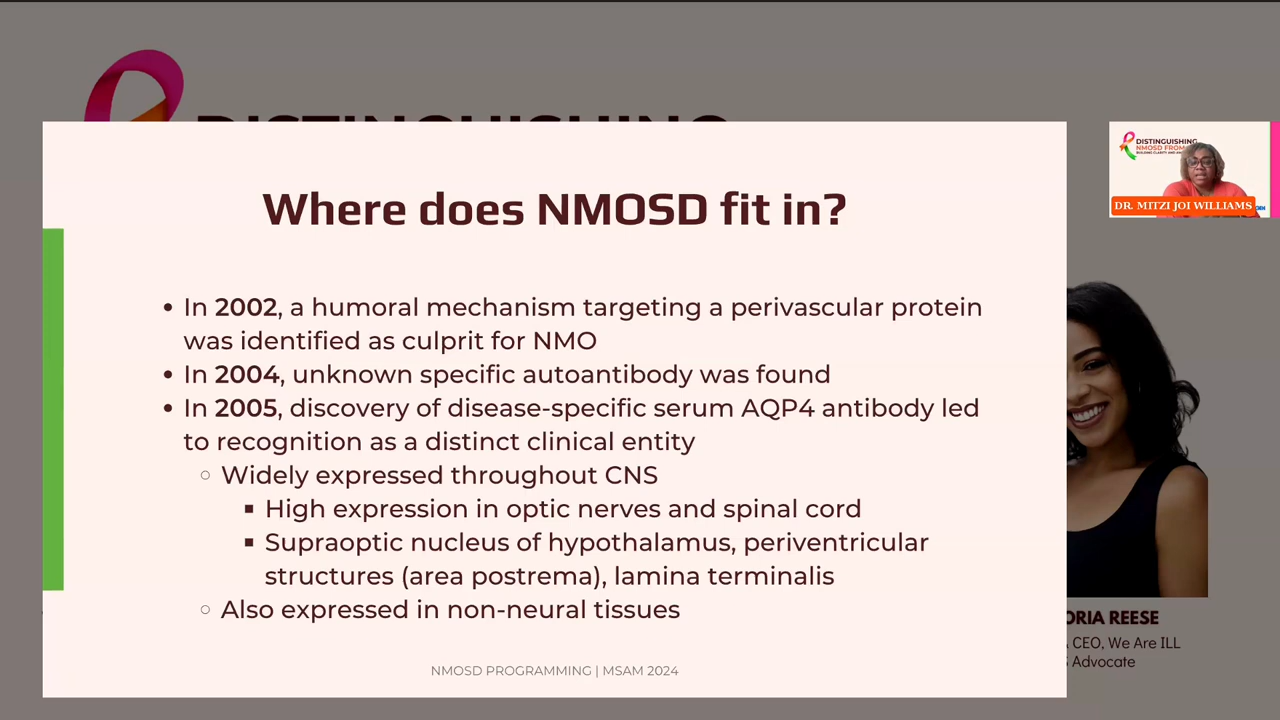 DISTINGUISHING
Where does NMOSD fit in?
• In 2002, a humoral mechanism targeting a perivascular protein
was identified as culprit for NMO
• In 2004, unknown specific autoantibody was found
• In 2005, discovery of disease-specific serum AQP4 antibody led
to recognition as a distinct clinical entity
○ Widely expressed throughout CNS
▪ High expression in optic nerves and spinal cord
▪ Supraoptic nucleus of hypothalamus, periventricular
structures (area postrema), lamina terminalis
○ Also expressed in non-neural tissues
NMOSD PROGRAMMING | MSAM 2024
DISTINGUISHING
NMOSD FROM
DR. MITZI JOI WILLIAMS
ORIA REESE
CEO, We Are ILL
Advocate